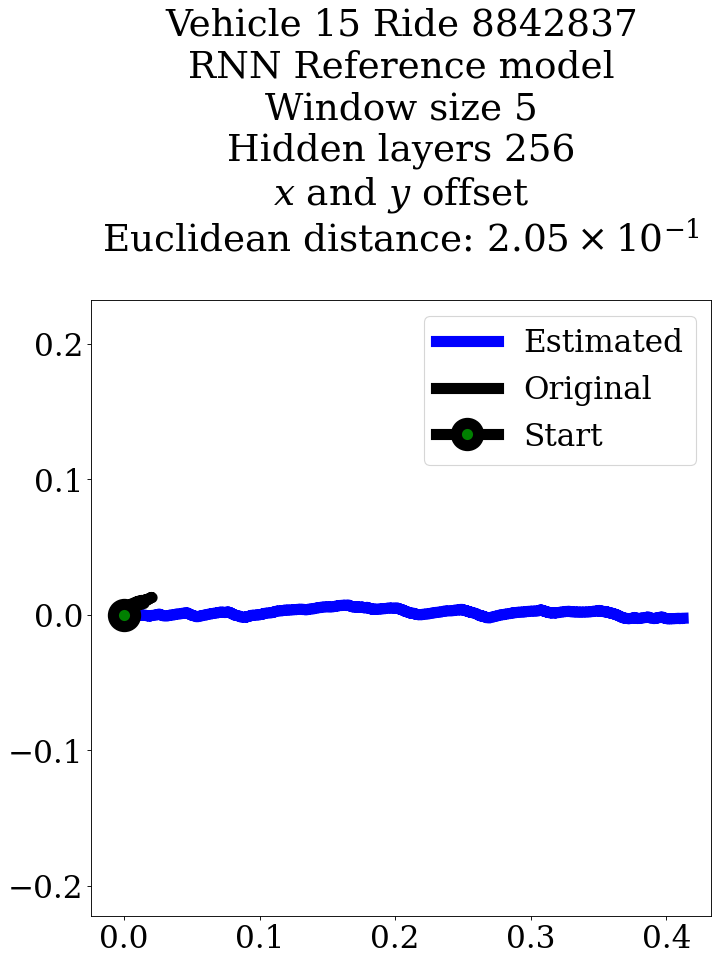 Vehicle 15 Ride 8842837
RNN Reference model
Window size 5
Hidden layers 256
x and y offset
Euclidean distance: 2.05 × 10⁻¹
Estimated
Original
Start
0.2
0.1
0.0
−0.1
−0.2
0.0 0.1 0.2 0.3 0.4